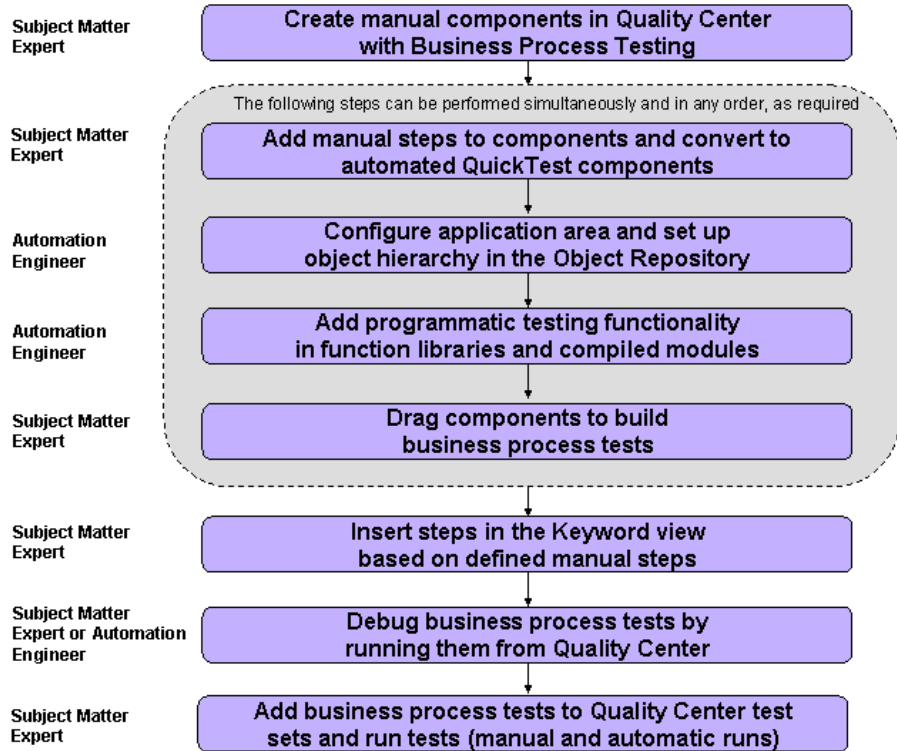 Subject Matter
Expert
Create manual components in Quality Center
with Business Process Testing
The following steps can be performed simultaneously and in any order, as required
Subject Matter
Expert
Add manual steps to components and convert to
automated QuickTest components
Automation
Engineer
Configure application area and set up
object hierarchy in the Object Repository
Automation
Engineer
Add programmatic testing functionality
in function libraries and compiled modules
Subject Matter
Expert
Drag components to build
business process tests
Subject Matter
Expert
Insert steps in the Keyword view
based on defined manual steps
Subject Matter
Expert or Automation
Engineer
Debug business process tests by
running them from Quality Center
Subject Matter
Expert
Add business process tests to Quality Center test
sets and run tests (manual and automatic runs)